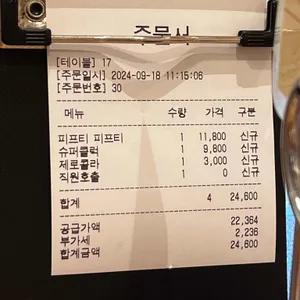 주문서
[테이블] 17
[주문일시] 2024-09-18 11:15:06
[주문번호] 30
메뉴 수량 가격 구분
피프티 피프티 1 11,800 신규
슈퍼클럭 1 9,800 신규
제로콜라 1 3,000 신규
직원호출 1 0 신규
합계 4 24,600
공급가액 22,364
부가세 2,236
합계금액 24,600